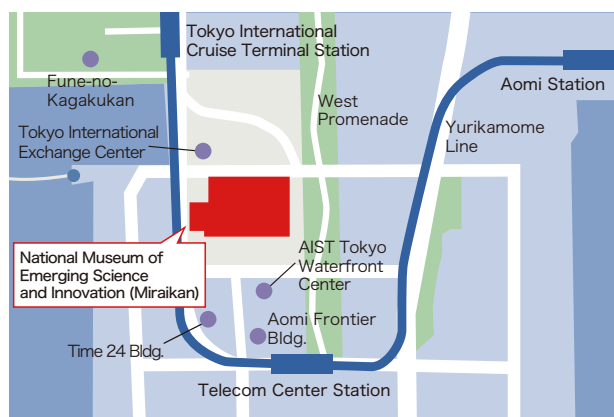 Tokyo International
Cruise Terminal Station
Fune-no-
Kagakukan
Aomi Station
West
Promenade
Tokyo International
Exchange Center
Yurikamome
Line
National Museum of
Emerging Science
and Innovation (Miraikan)
AIST Tokyo
Waterfront
Center
Aomi Frontier
Bldg.
Time 24 Bldg.
Telecom Center Station